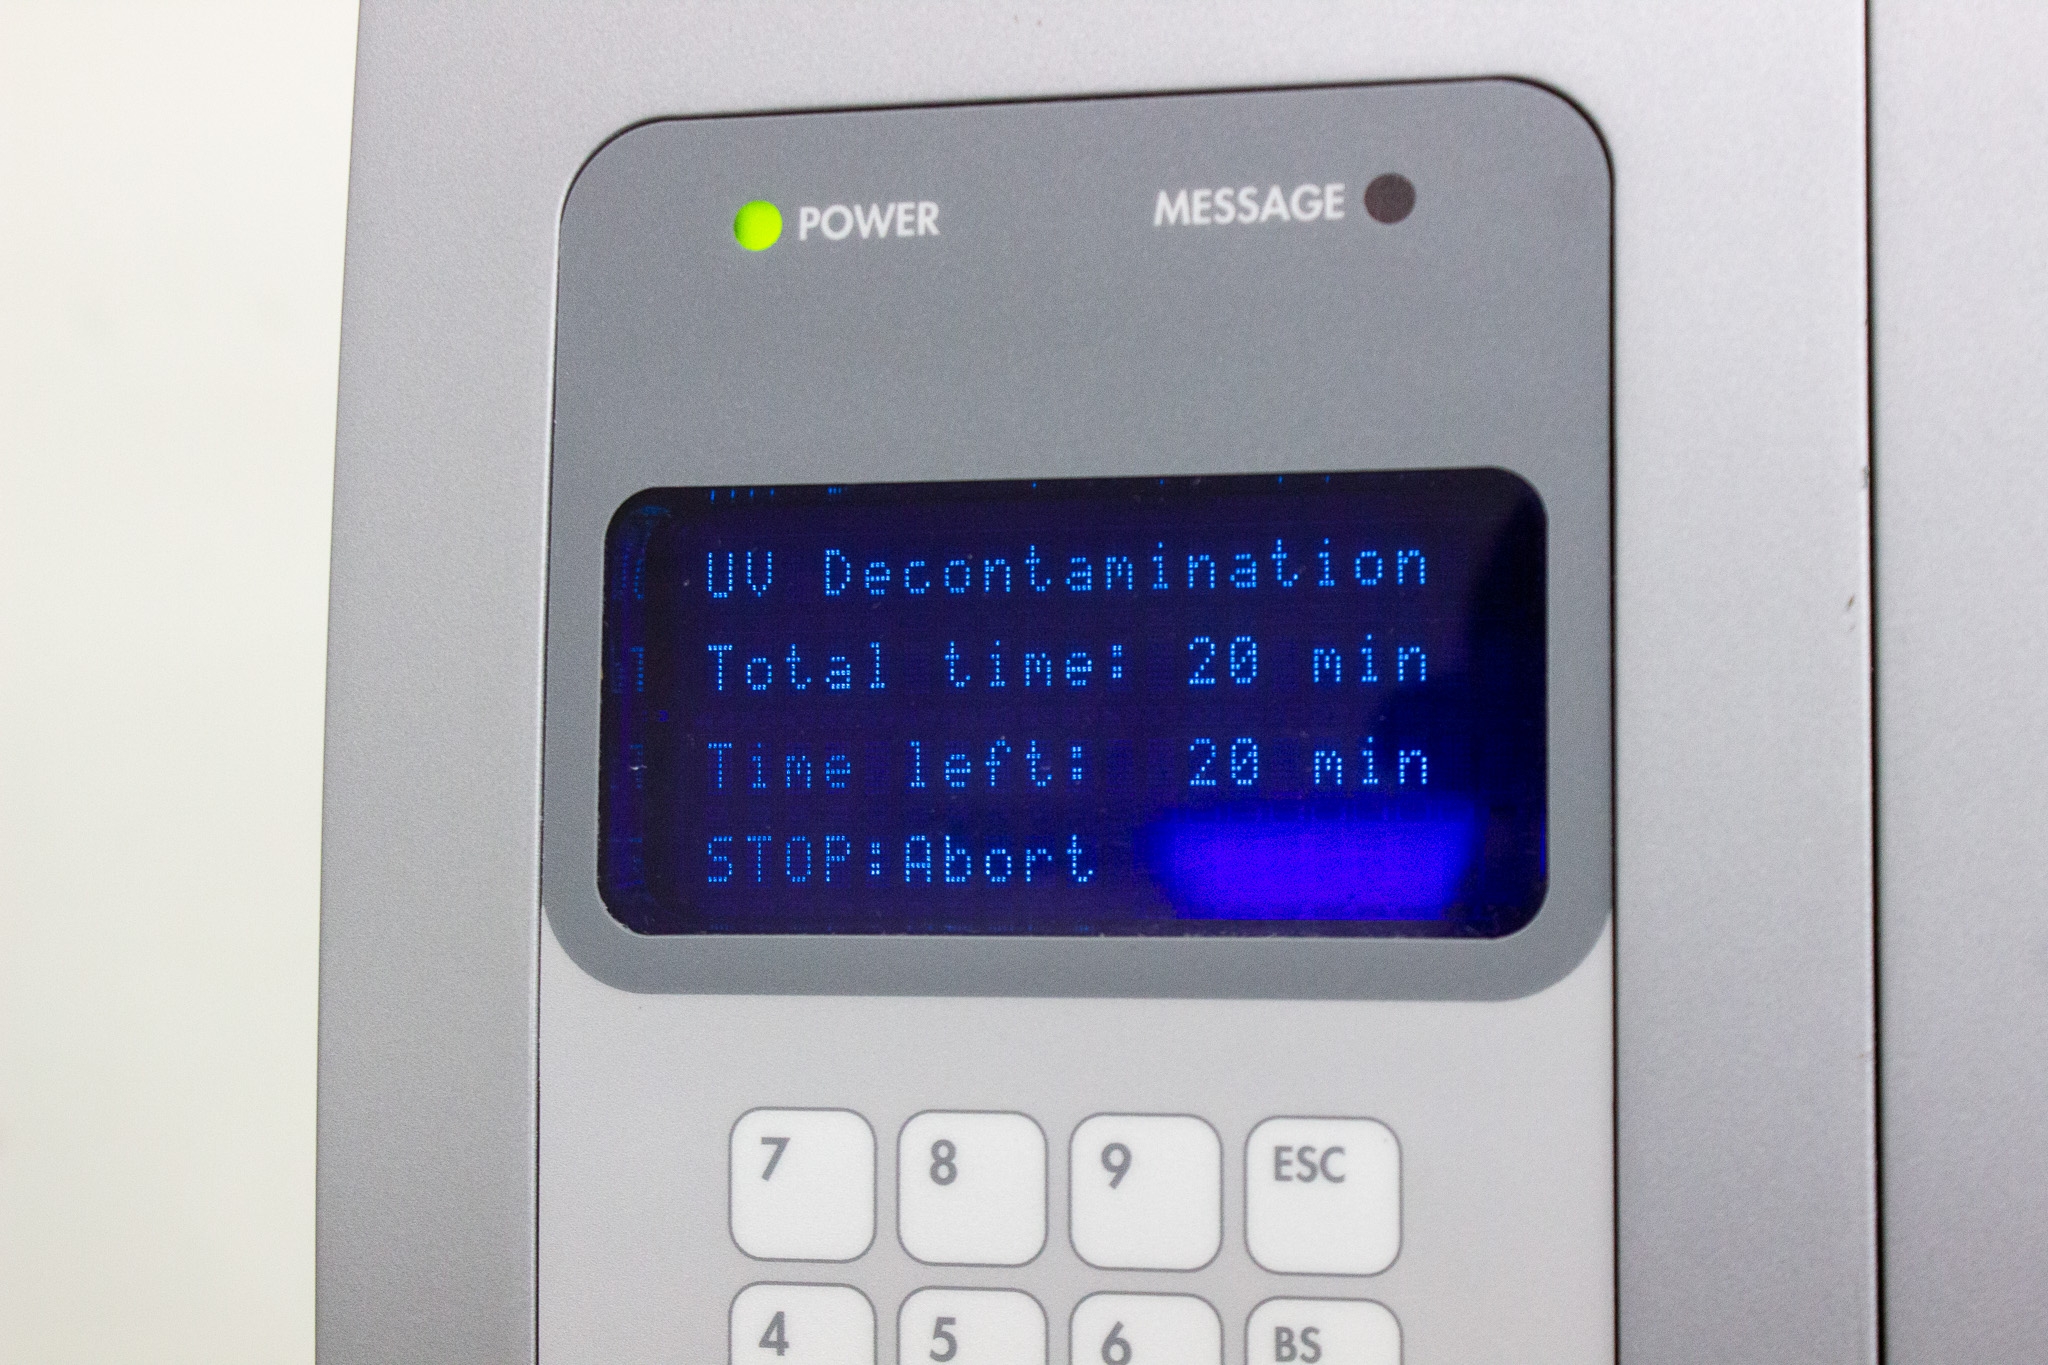 POWER MESSAGE
UV Decontamination
Total time: 20 min
Time left: 20 min
STOP:Abort
7 8 9 ESC
4 5 6 BS